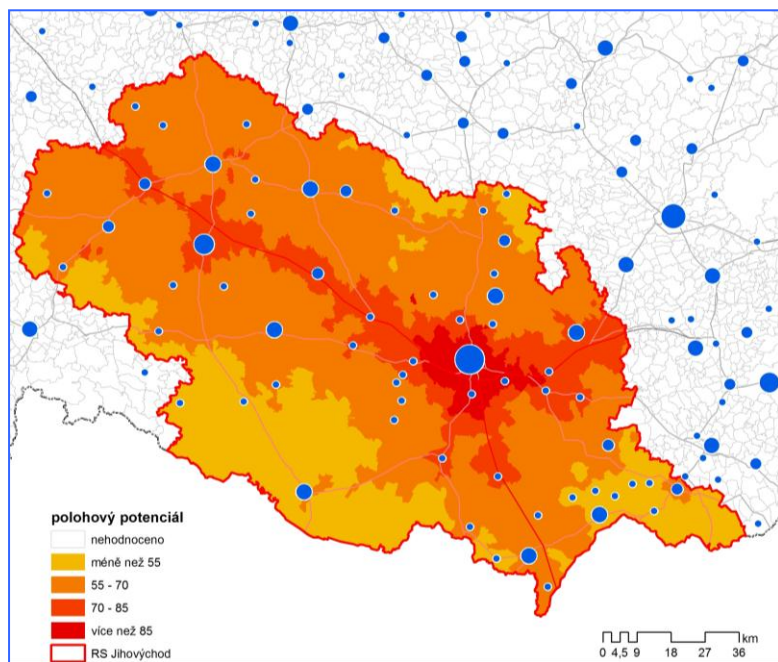 polohový potenciál
nehodnoceno
méně než 55
55 - 70
70 - 85
více než 85
RS Jihovýchod
km
0 4,5 9 18 27 36